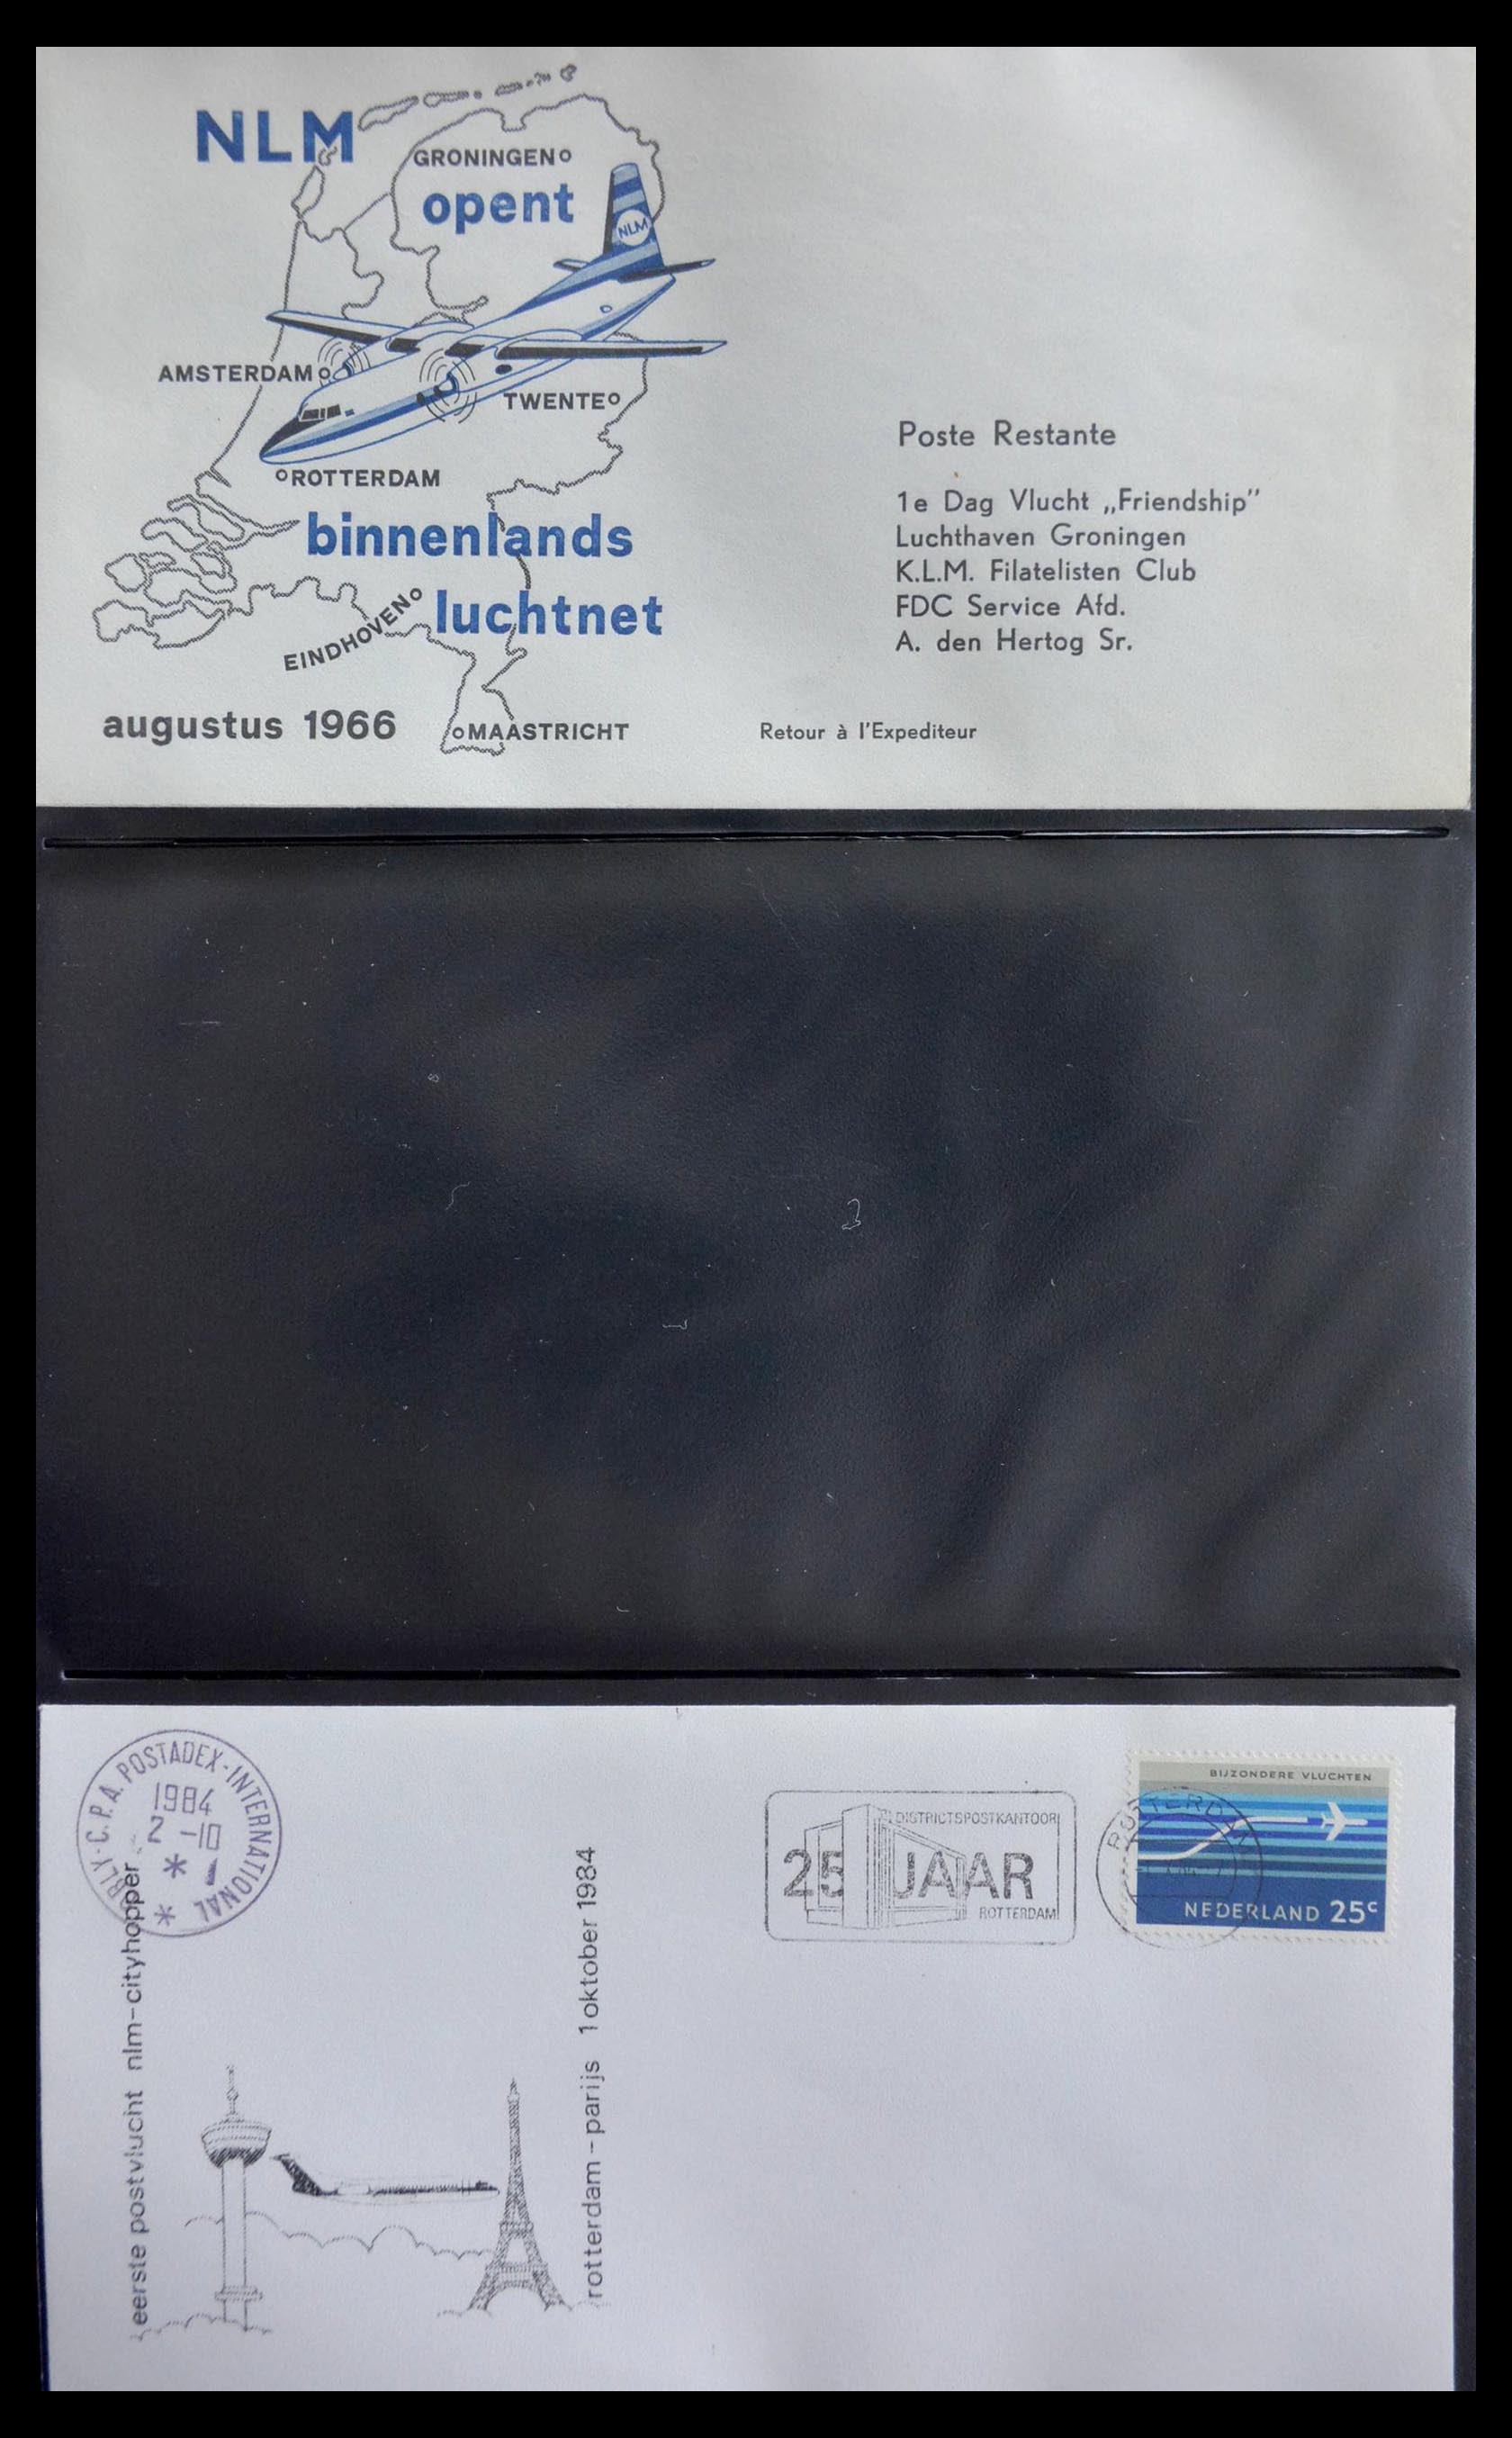 NLM
GRONINGEN
opent
NLM
AMSTERDAM
TWENTE
ROTTERDAM
binnenlands
luchtnet
EINDHOVEN
augustus 1966
MAASTRICHT
Poste Restante
1e Dag Vlucht „Friendship”
Luchthaven Groningen
K.L.M. Filatelisten Club
FDC Service Afd.
A. den Hertog Sr.
Retour à l'Expediteur
C.P.A. POSTADEX-INTERNATIONAL
1984
2 -10
eerste postvlucht nlm-cityhopper
rotterdam-parijs 1 oktober 1984
DISTRICTSPOSTKANTOOR
25 JAAR
ROTTERDAM
ROTTERDAM
BIJZONDERE VLUCHTEN
NEDERLAND 25c